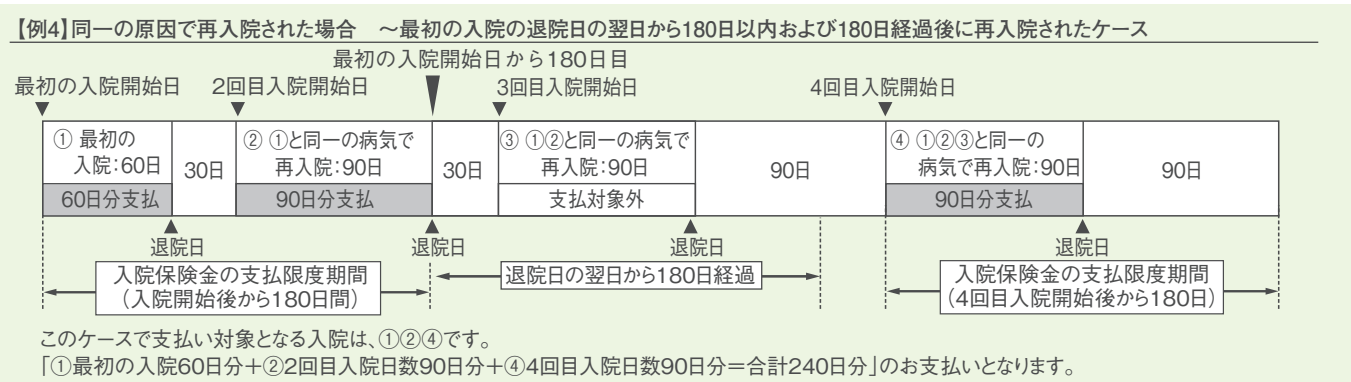 【例4】同一の原因で再入院された場合　～最初の入院の退院日の翌日から180日以内および180日経過後に再入院されたケース
最初の入院開始日から180日目
最初の入院開始日　2回目入院開始日　3回目入院開始日　4回目入院開始日
① 最初の
入院：60日
60日分支払
30日
② ①と同一の病気で
再入院：90日
90日分支払
30日
③ ①②と同一の病気で
再入院：90日
支払対象外
90日
④ ①②③と同一の
病気で再入院：90日
90日分支払
90日
退院日　退院日　退院日　退院日
入院保険金の支払限度期間
（入院開始後から180日間）
退院日の翌日から180日経過
入院保険金の支払限度期間
（4回目入院開始後から180日）
このケースで支払い対象となる入院は、①②④です。
「①最初の入院60日分＋②2回目入院日数90日分＋④4回目入院日数90日分＝合計240日分」のお支払いとなります。